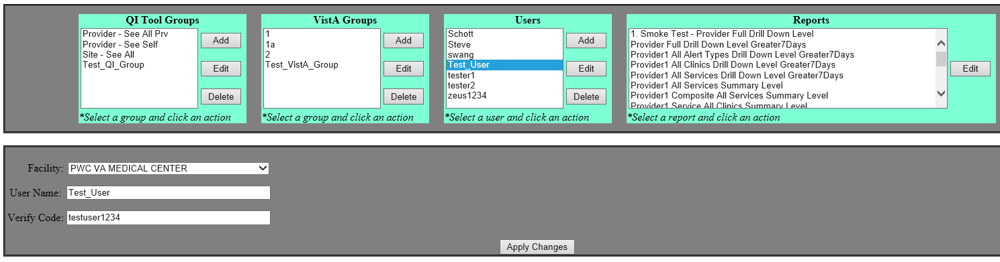 QI Tool Groups
Provider - See All Prv
Provider - See Self
Site - See All
Test_QI_Group
Add
Edit
Delete
*Select a group and click an action
VistA Groups
1
1a
2
Test_VistA_Group
Add
Edit
Delete
*Select a group and click an action
Users
Schott
Steve
swang
Test_User
tester1
tester2
zeus1234
Add
Edit
Delete
*Select a user and click an action
Reports
1. Smoke Test - Provider Full Drill Down Level
Provider Full Drill Down Level Greater7Days
Provider1 All Alert Types Drill Down Level Greater7Days
Provider1 All Clinics Drill Down Level Greater7Days
Provider1 All Services Drill Down Level Greater7Days
Provider1 All Services Summary Level
Provider1 Composite All Services Summary Level
Provider1 Service All Clinics Summary Level
Edit
*Select a report and click an action
Facility: PWC VA MEDICAL CENTER
User Name: Test_User
Verify Code: testuser1234
Apply Changes